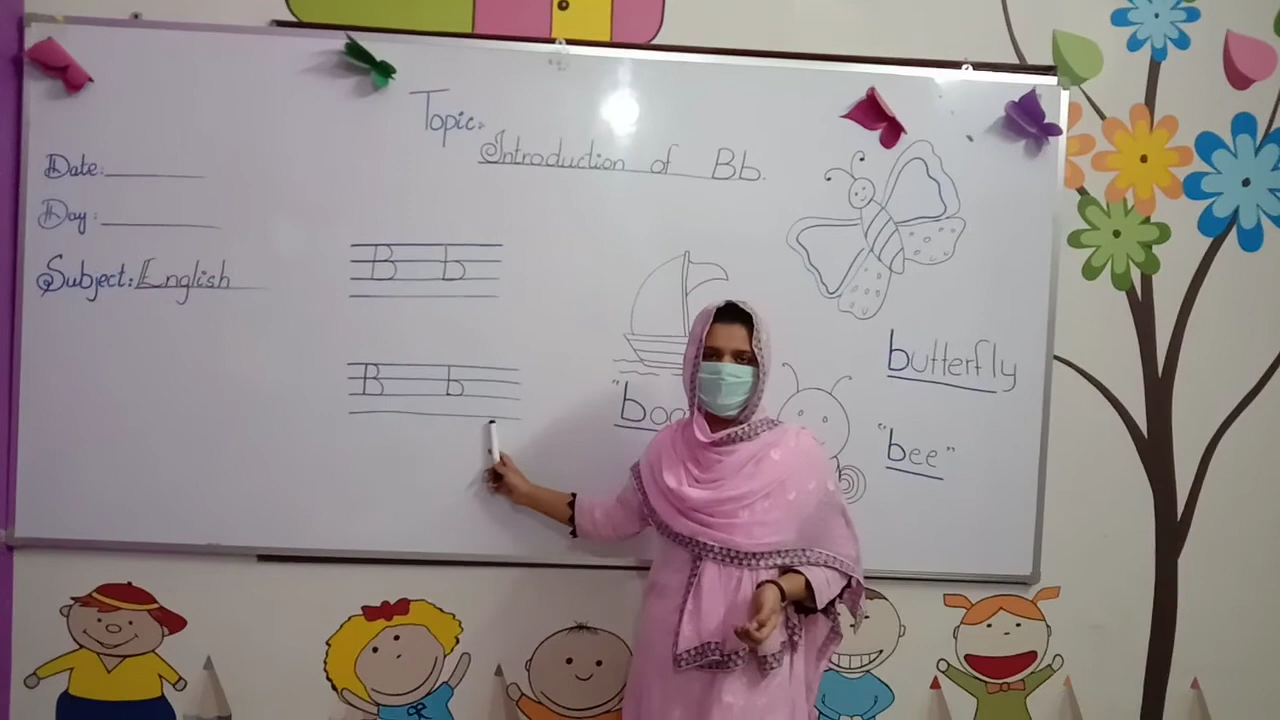 Topic:
Introduction of Bb.
Date:
Day:
Subject: English
B b
B b
butterfly
"bee"